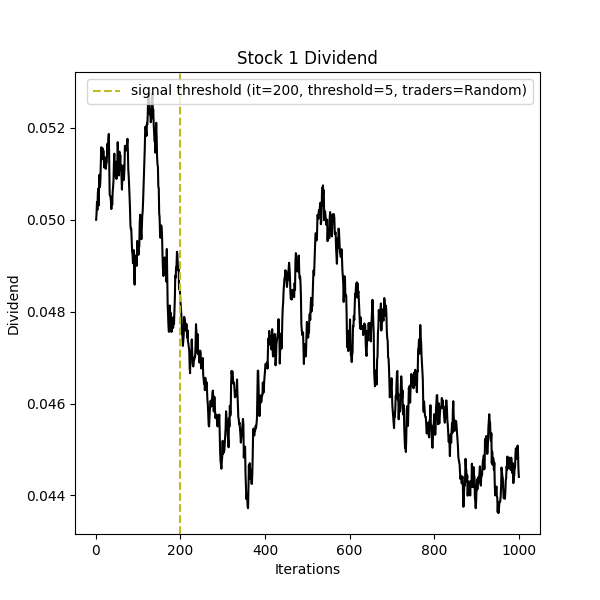 Stock 1 Dividend
signal threshold (it=200, threshold=5, traders=Random)
0.052
0.050
0.048
0.046
0.044
Dividend
0 200 400 600 800 1000
Iterations